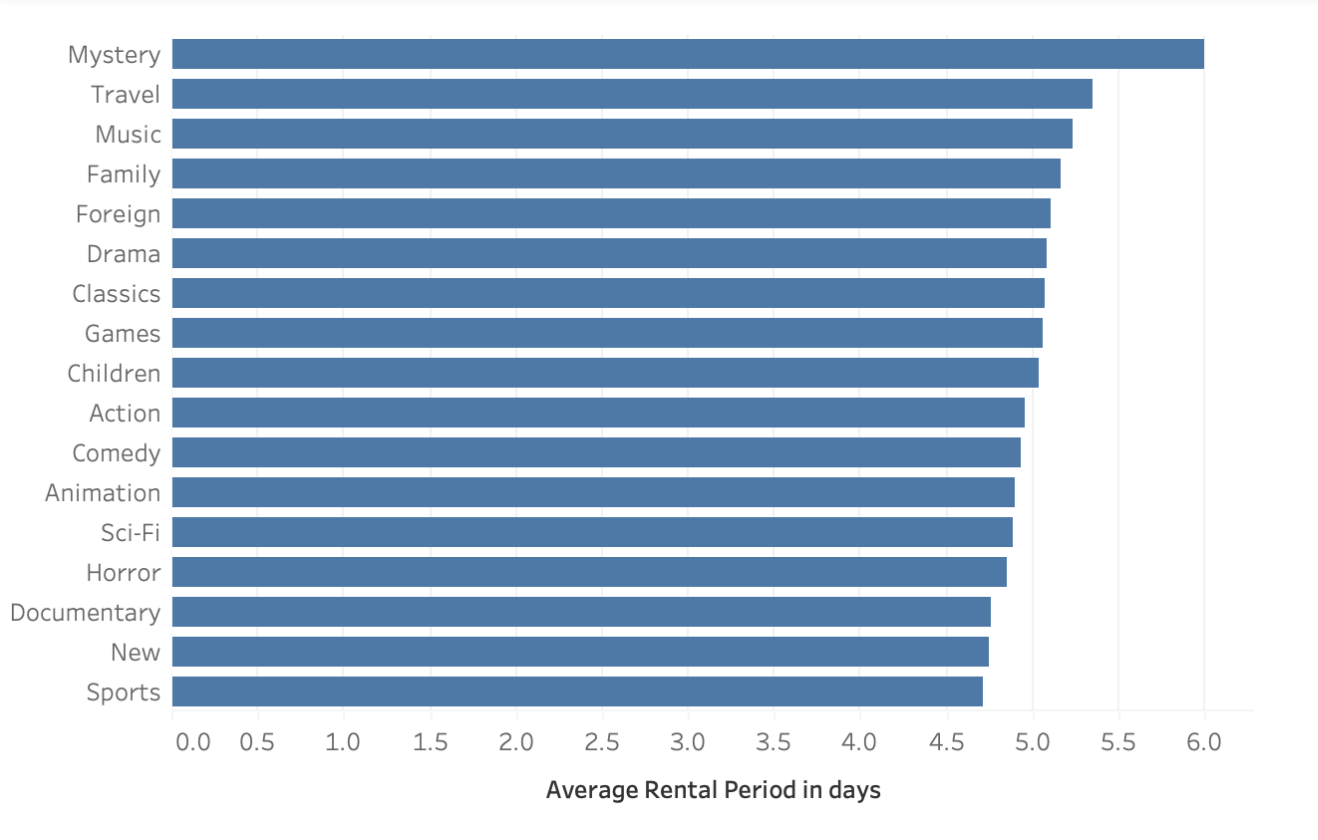 Mystery
Travel
Music
Family
Foreign
Drama
Classics
Games
Children
Action
Comedy
Animation
Sci-Fi
Horror
Documentary
New
Sports
0.0 0.5 1.0 1.5 2.0 2.5 3.0 3.5 4.0 4.5 5.0 5.5 6.0
Average Rental Period in days